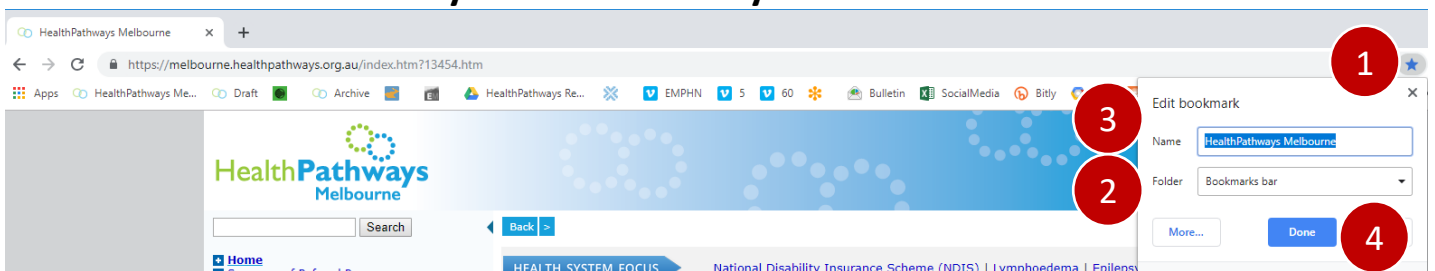 HealthPathways Melbourne
https://melbourne.healthpathways.org.au/index.htm?13454.htm
1
Apps HealthPathways Me... Draft Archive HealthPathways Re... EMPHN 5 60 Bulletin SocialMedia Bitly
Edit bookmark
3
Name HealthPathways Melbourne
2
Folder Bookmarks bar
More... Done
4
HealthPathways
Melbourne
Search
Back >
Home
HEALTH SYSTEM FOCUS
National Disability Insurance Scheme (NDIS) | Lymphoedema |